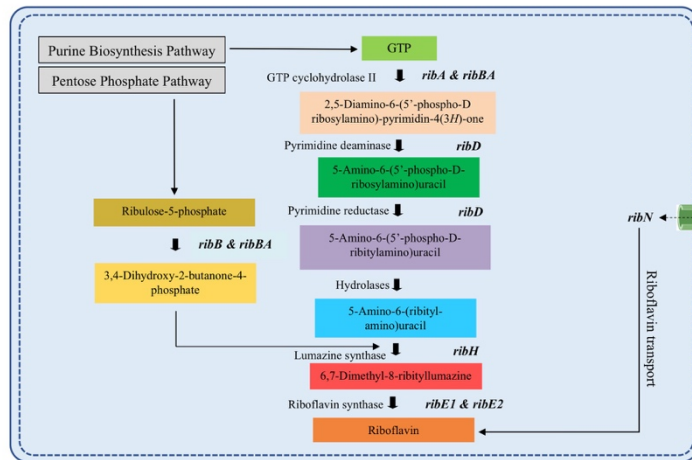 Purine Biosynthesis Pathway
GTP
Pentose Phosphate Pathway
GTP cyclohydrolase II
ribA & ribBA
2,5-Diamino-6-(5'-phospho-D
ribosylamino)-pyrimidin-4(3H)-one
Pyrimidine deaminase
ribD
5-Amino-6-(5'-phospho-D-
ribosylamino)uracil
Pyrimidine reductase
ribD
5-Amino-6-(5'-phospho-D-
ribitylamino)uracil
Hydrolases
5-Amino-6-(ribityl-
amino)uracil
Ribulose-5-phosphate
ribB & ribBA
3,4-Dihydroxy-2-butanone-4-
phosphate
Lumazine synthase
ribH
6,7-Dimethyl-8-ribityllumazine
Riboflavin synthase
ribE1 & ribE2
Riboflavin
ribN
Riboflavin transport